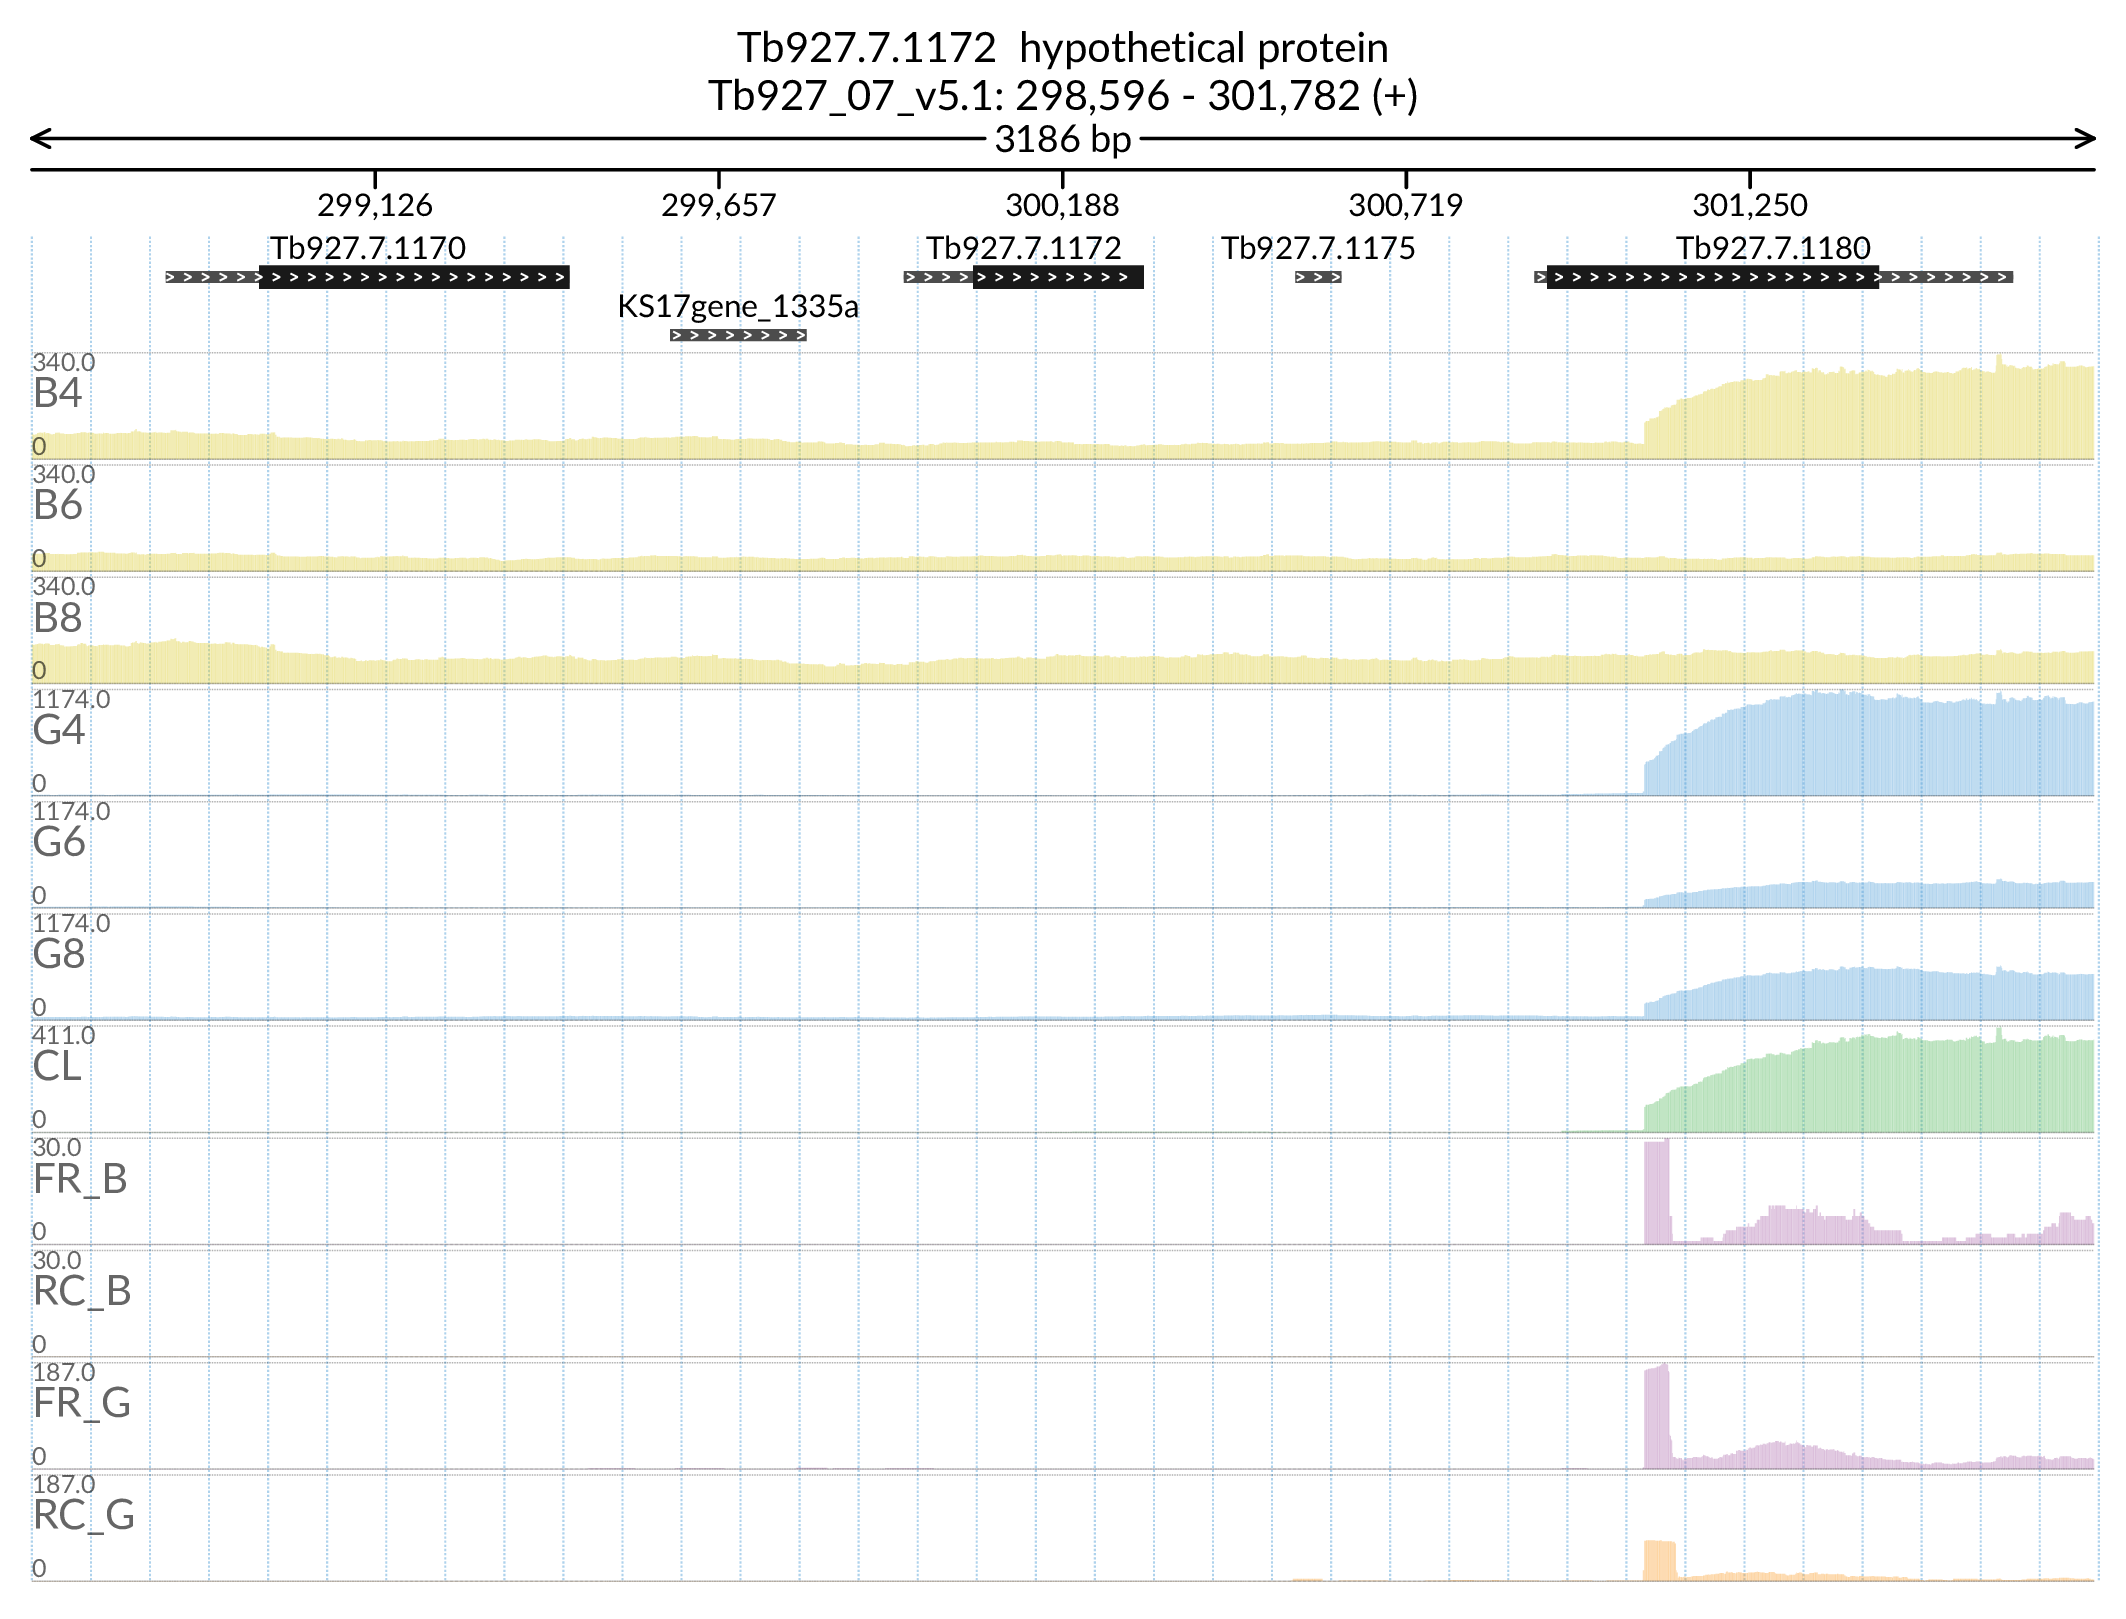 Tb927.7.1172 hypothetical protein
Tb927_07_v5.1: 298,596 - 301,782 (+)
3186 bp
299,126 299,657 300,188 300,719 301,250
Tb927.7.1170 Tb927.7.1172 Tb927.7.1175 Tb927.7.1180
KS17gene_1335a
340.0
B4
0
340.0
B6
0
340.0
B8
0
1174.0
G4
0
1174.0
G6
0
1174.0
G8
0
411.0
CL
0
30.0
FR_B
0
30.0
RC_B
0
187.0
FR_G
0
187.0
RC_G
0